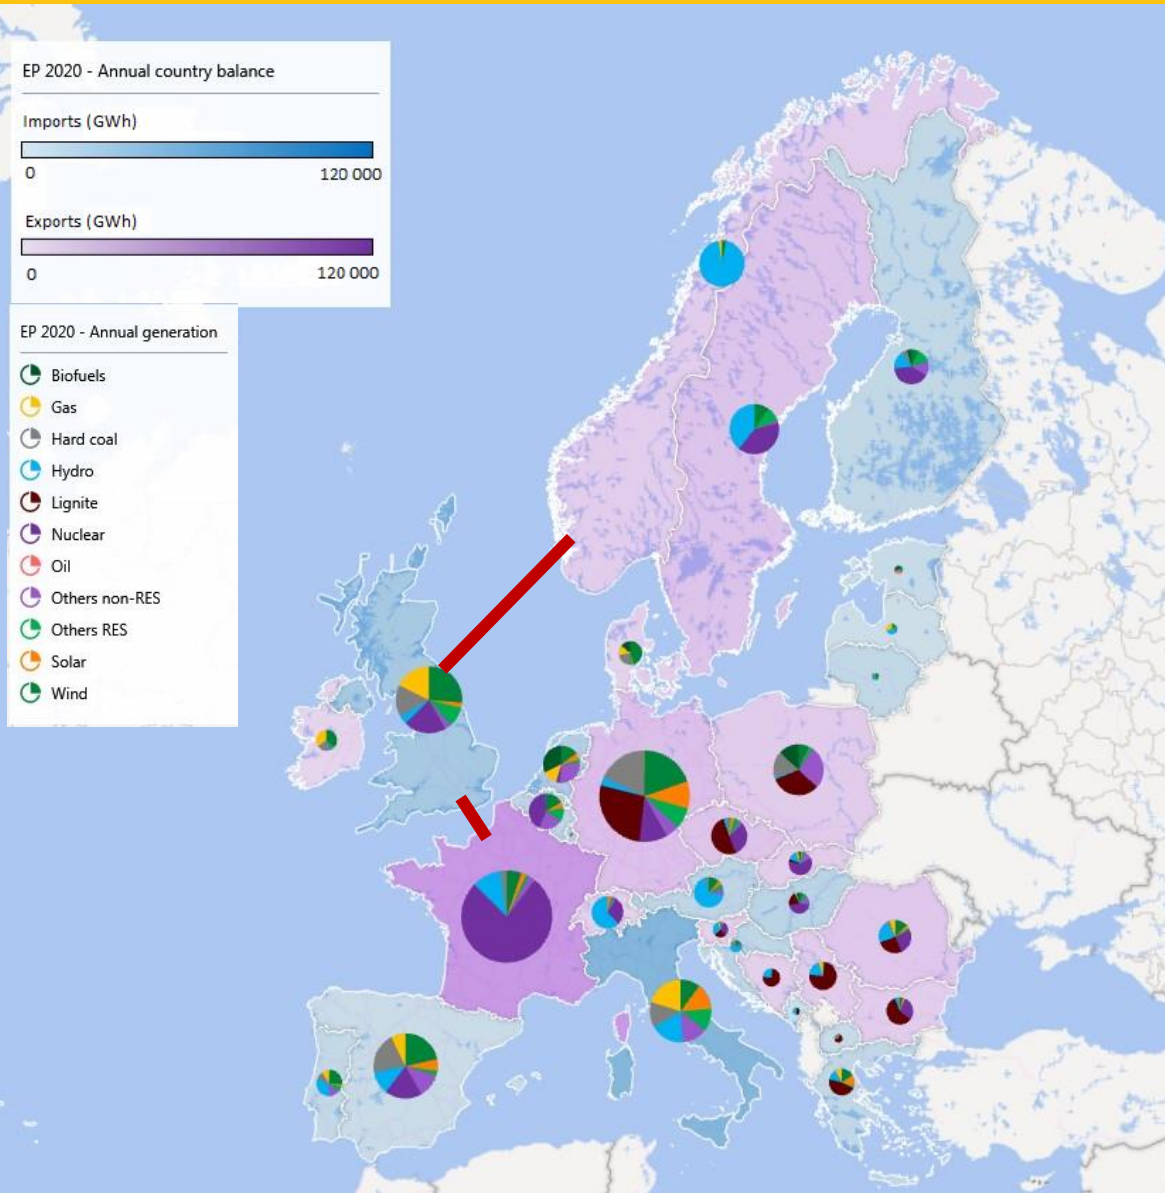 EP 2020 - Annual country balance
Imports (GWh)
0 120 000
Exports (GWh)
0 120 000
EP 2020 - Annual generation
Biofuels
Gas
Hard coal
Hydro
Lignite
Nuclear
Oil
Others non-RES
Others RES
Solar
Wind